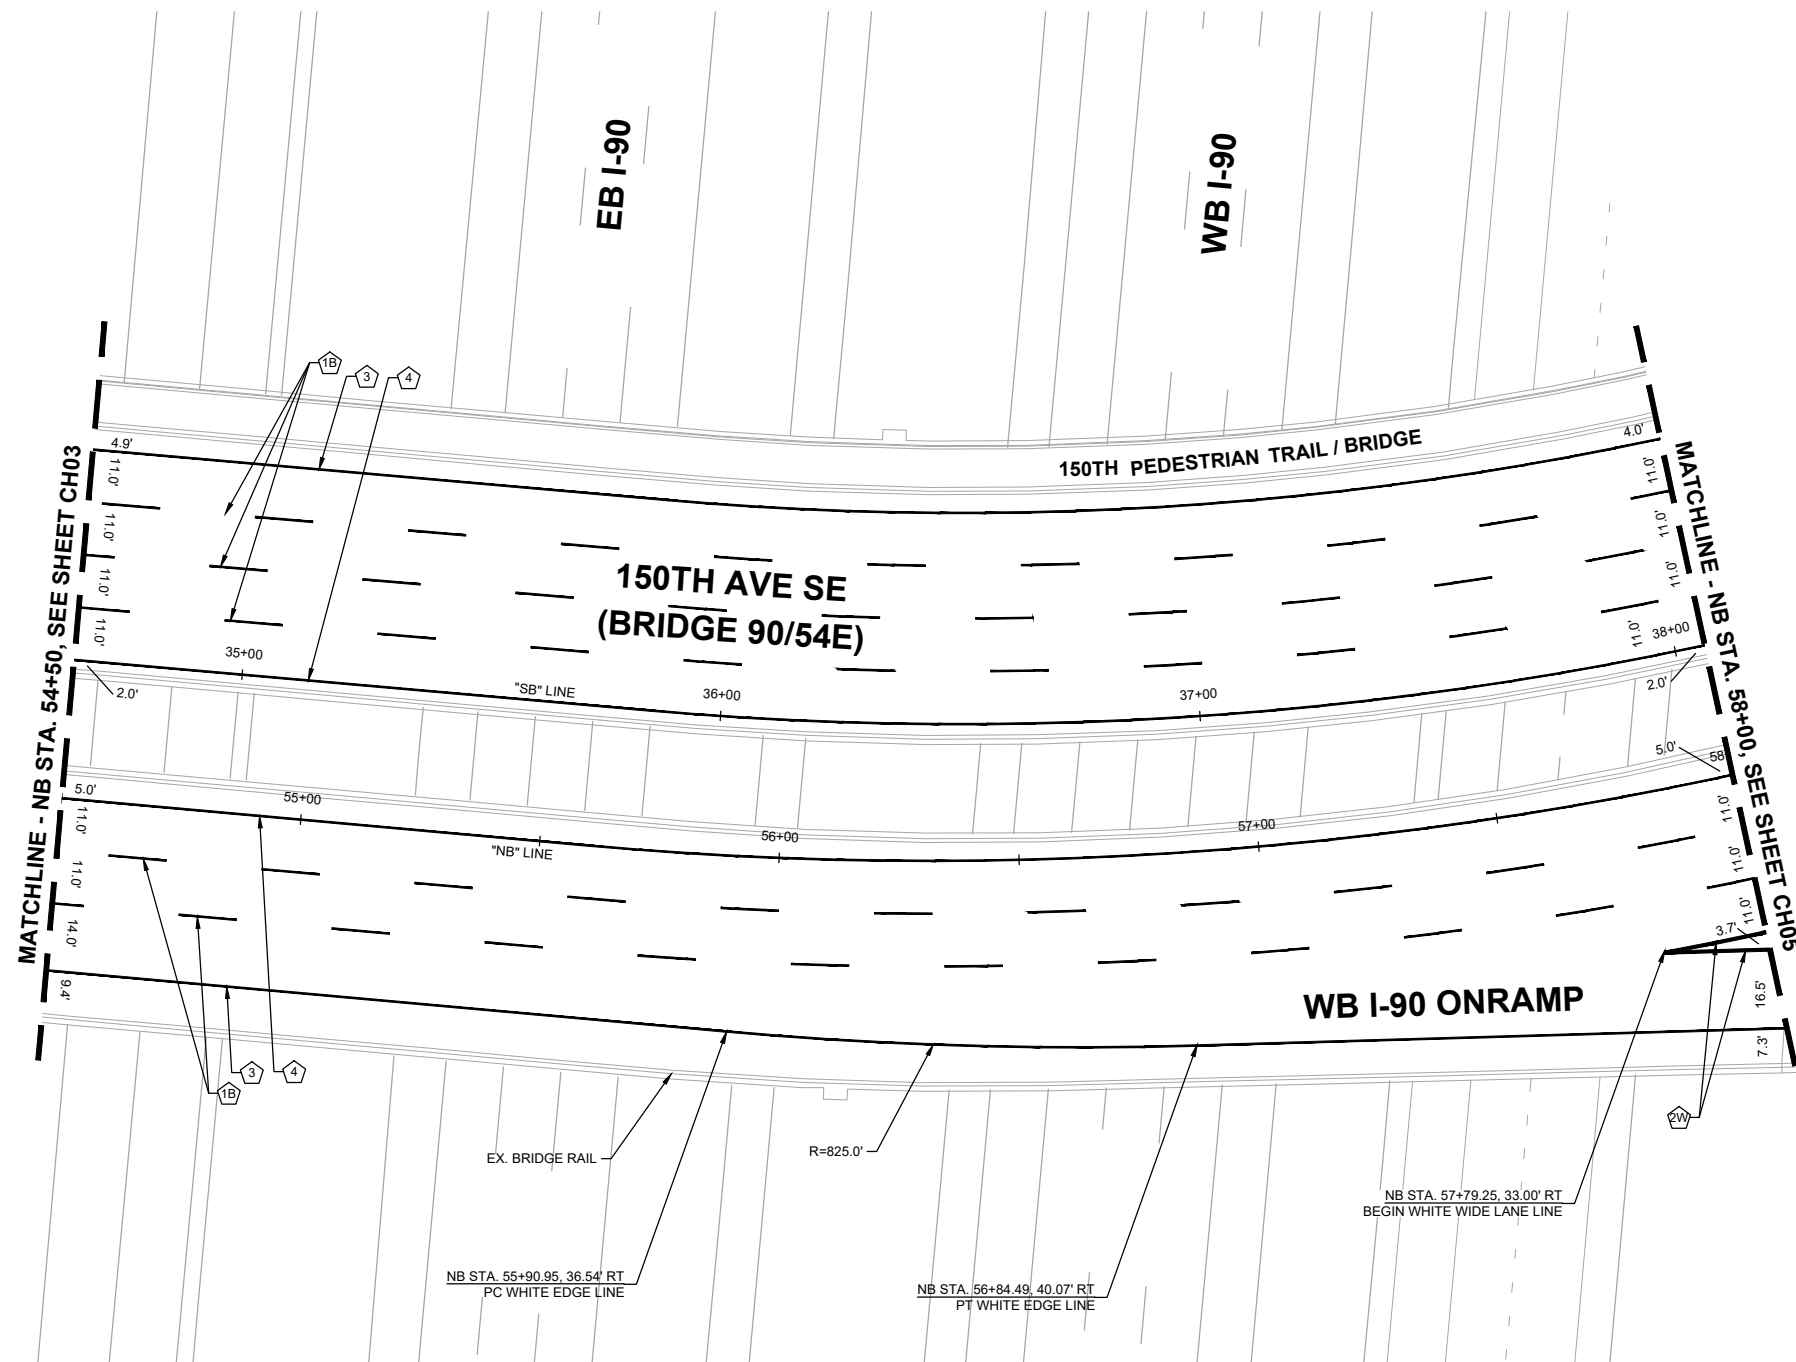 EB I-90
WB I-90
1B
3
4
150TH PEDESTRIAN TRAIL / BRIDGE
4.9'
4.0'
11.0'
11.0'
11.0'
11.0'
11.0'
11.0'
11.0'
11.0'
MATCHLINE - NB STA. 54+50, SEE SHEET CH03
MATCHLINE - NB STA. 58+00, SEE SHEET CH05
150TH AVE SE
(BRIDGE 90/54E)
35+00
36+00
37+00
38+00
"SB" LINE
2.0'
2.0'
5.0'
5.0'
58
55+00
56+00
57+00
"NB" LINE
11.0'
11.0'
14.0'
9.4'
11.0'
11.0'
11.0'
3.7'
16.5'
7.3'
WB I-90 ONRAMP
3
4
1B
2W
EX. BRIDGE RAIL
R=825.0'
NB STA. 57+79.25, 33.00' RT
BEGIN WHITE WIDE LANE LINE
NB STA. 55+90.95, 36.54' RT
PC WHITE EDGE LINE
NB STA. 56+84.49, 40.07' RT
PT WHITE EDGE LINE